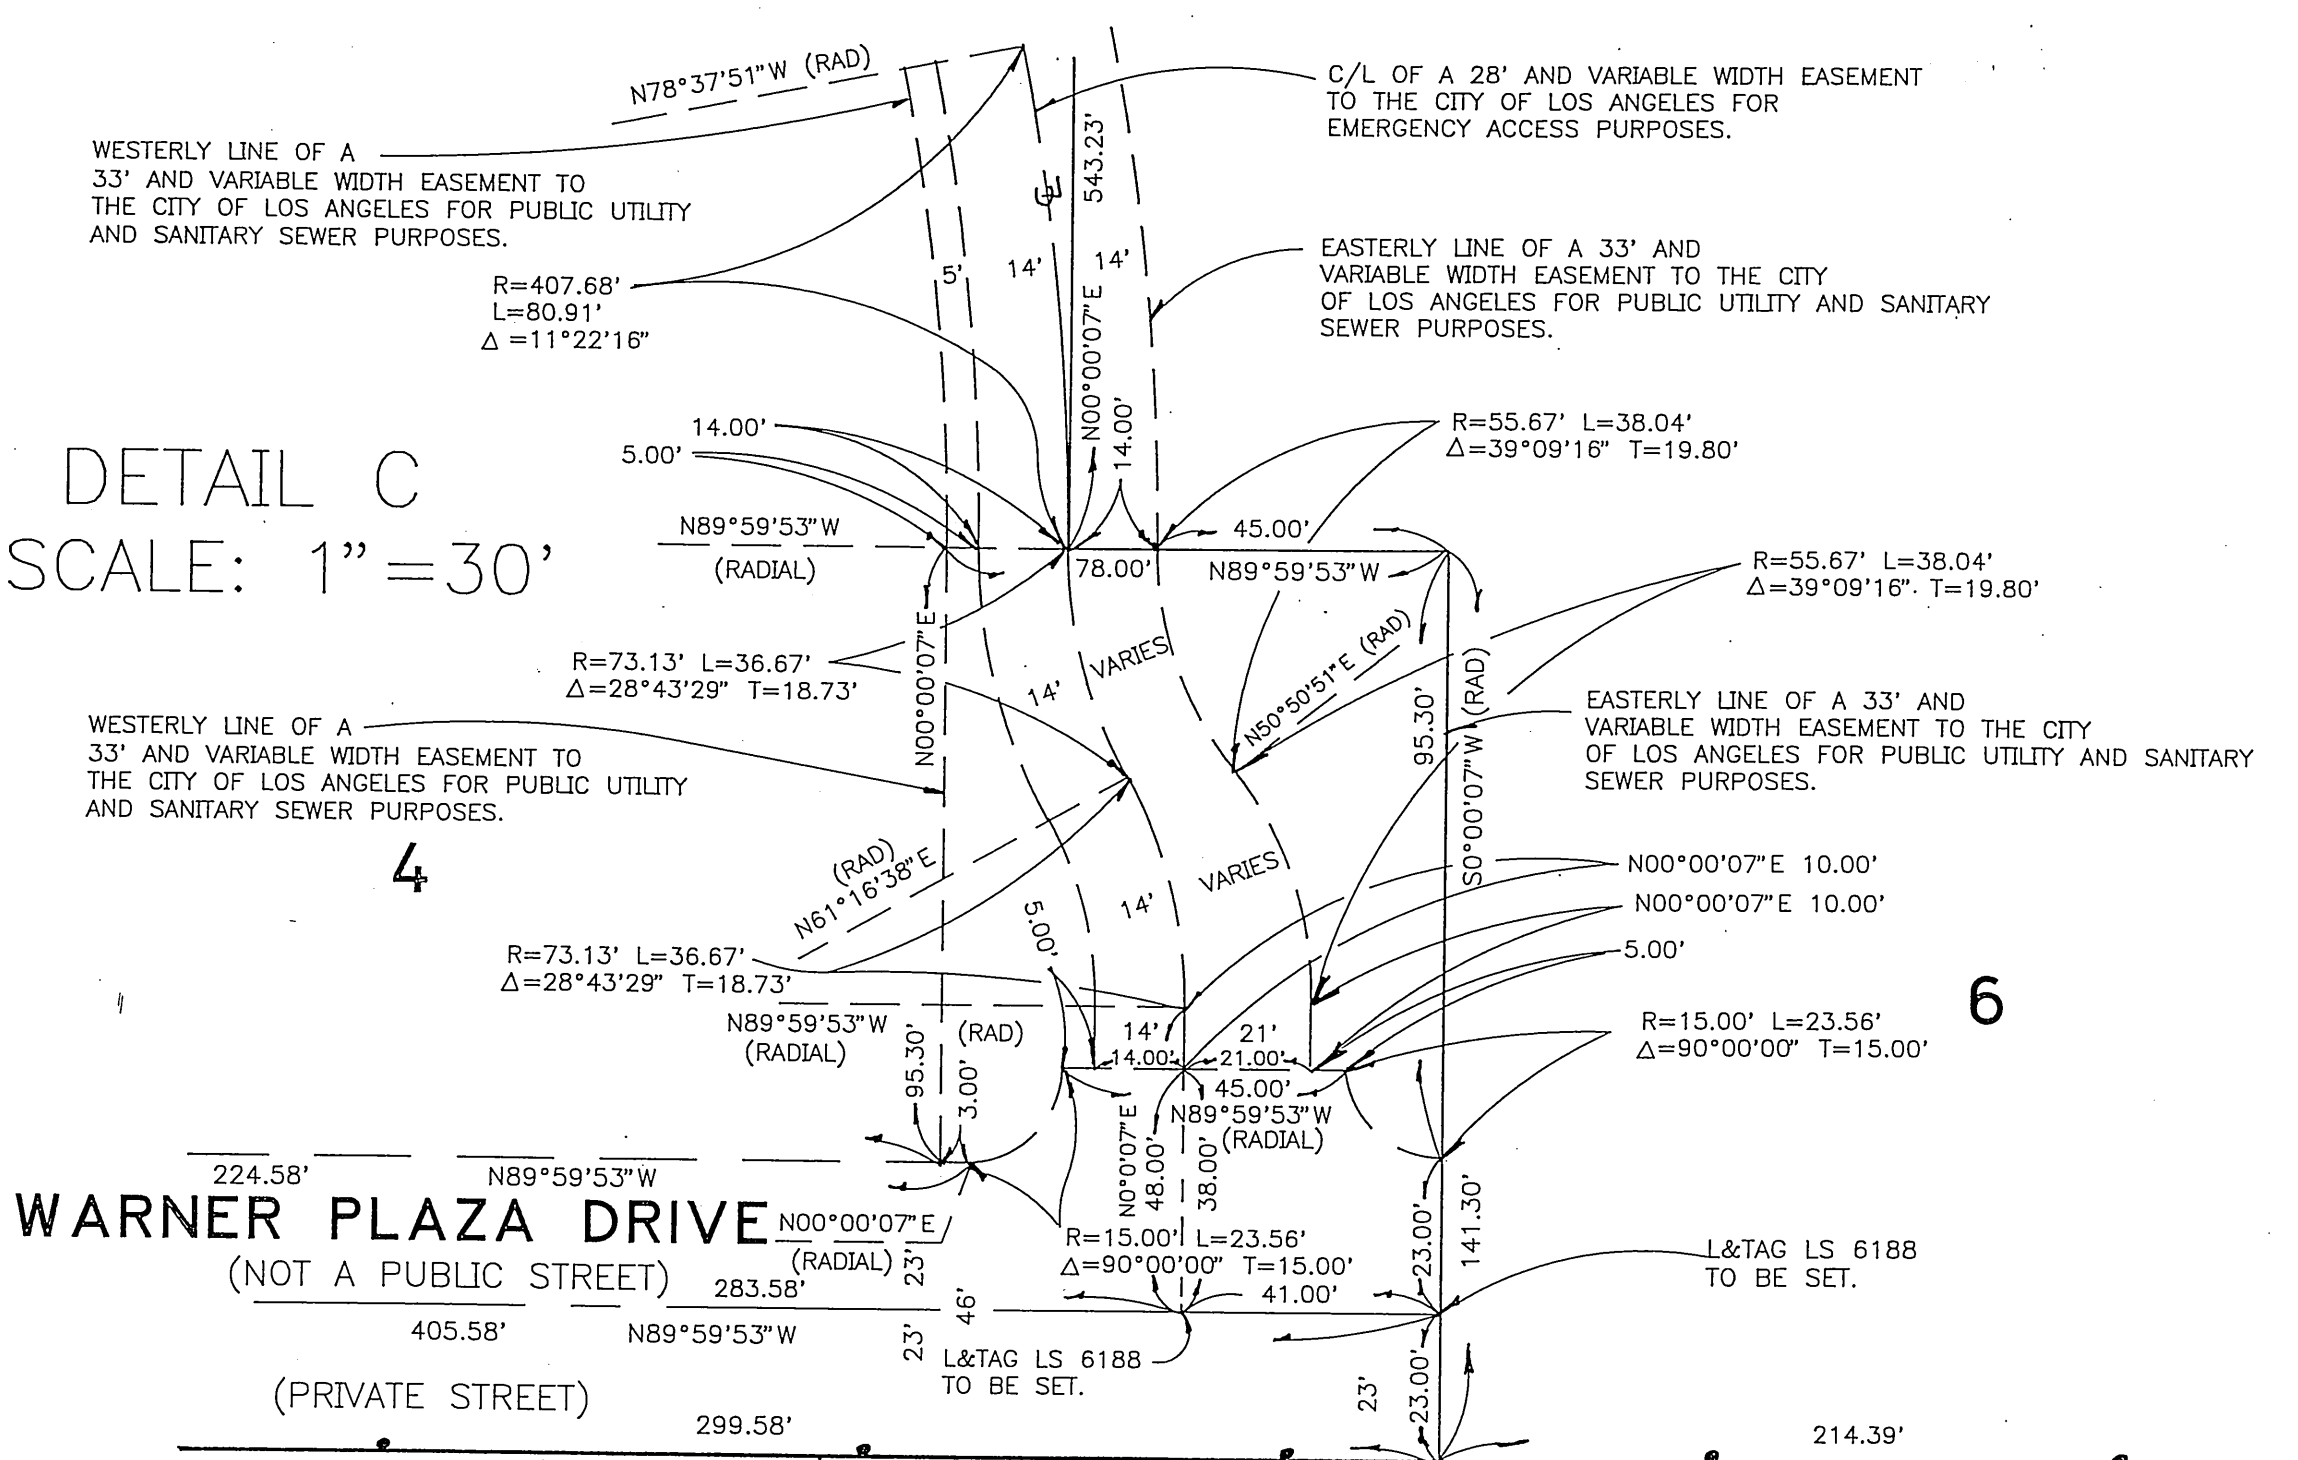 N78°37'51"W (RAD)
C/L OF A 28' AND VARIABLE WIDTH EASEMENT
TO THE CITY OF LOS ANGELES FOR
EMERGENCY ACCESS PURPOSES.
WESTERLY LINE OF A
33' AND VARIABLE WIDTH EASEMENT TO
THE CITY OF LOS ANGELES FOR PUBLIC UTILITY
AND SANITARY SEWER PURPOSES.
543.23'
EASTERLY LINE OF A 33' AND
VARIABLE WIDTH EASEMENT TO THE CITY
OF LOS ANGELES FOR PUBLIC UTILITY AND SANITARY
SEWER PURPOSES.
5'
14'
14'
R=407.68'
L=80.91'
Δ =11°22'16"
N00°00'07"E
14.00'
14.00'
5.00'
R=55.67' L=38.04'
Δ=39°09'16" T=19.80'
DETAIL C
SCALE: 1"=30'
N89°59'53"W
(RADIAL)
45.00'
78.00'
N89°59'53"W
R=55.67' L=38.04'
Δ=39°09'16" T=19.80'
N00°00'07"E
R=73.13' L=36.67'
Δ=28°43'29" T=18.73'
VARIES
14'
N50°50'51"E (RAD)
95.30'
S0°00'07"W (RAD)
EASTERLY LINE OF A 33' AND
VARIABLE WIDTH EASEMENT TO THE CITY
OF LOS ANGELES FOR PUBLIC UTILITY AND SANITARY
SEWER PURPOSES.
WESTERLY LINE OF A
33' AND VARIABLE WIDTH EASEMENT TO
THE CITY OF LOS ANGELES FOR PUBLIC UTILITY
AND SANITARY SEWER PURPOSES.
4
(RAD)
N61°16'38"E
VARIES
14'
5.00'
N00°00'07"E 10.00'
N00°00'07"E 10.00'
5.00'
R=73.13' L=36.67'
Δ=28°43'29" T=18.73'
6
N89°59'53"W
(RADIAL)
(RAD)
95.30'
3.00'
14'
21'
14.00'
21.00'
45.00'
N89°59'53"W
(RADIAL)
R=15.00' L=23.56'
Δ=90°00'00" T=15.00'
N0°0'07"E
48.00'
38.00'
224.58'
N89°59'53"W
WARNER PLAZA DRIVE
(NOT A PUBLIC STREET)
N00°00'07"E
(RADIAL)
23'
R=15.00' L=23.56'
Δ=90°00'00" T=15.00'
23.00'
141.30'
L&TAG LS 6188
TO BE SET.
283.58'
41.00'
46'
405.58'
N89°59'53"W
23'
L&TAG LS 6188
TO BE SET.
(PRIVATE STREET)
23'
23.00'
299.58'
214.39'